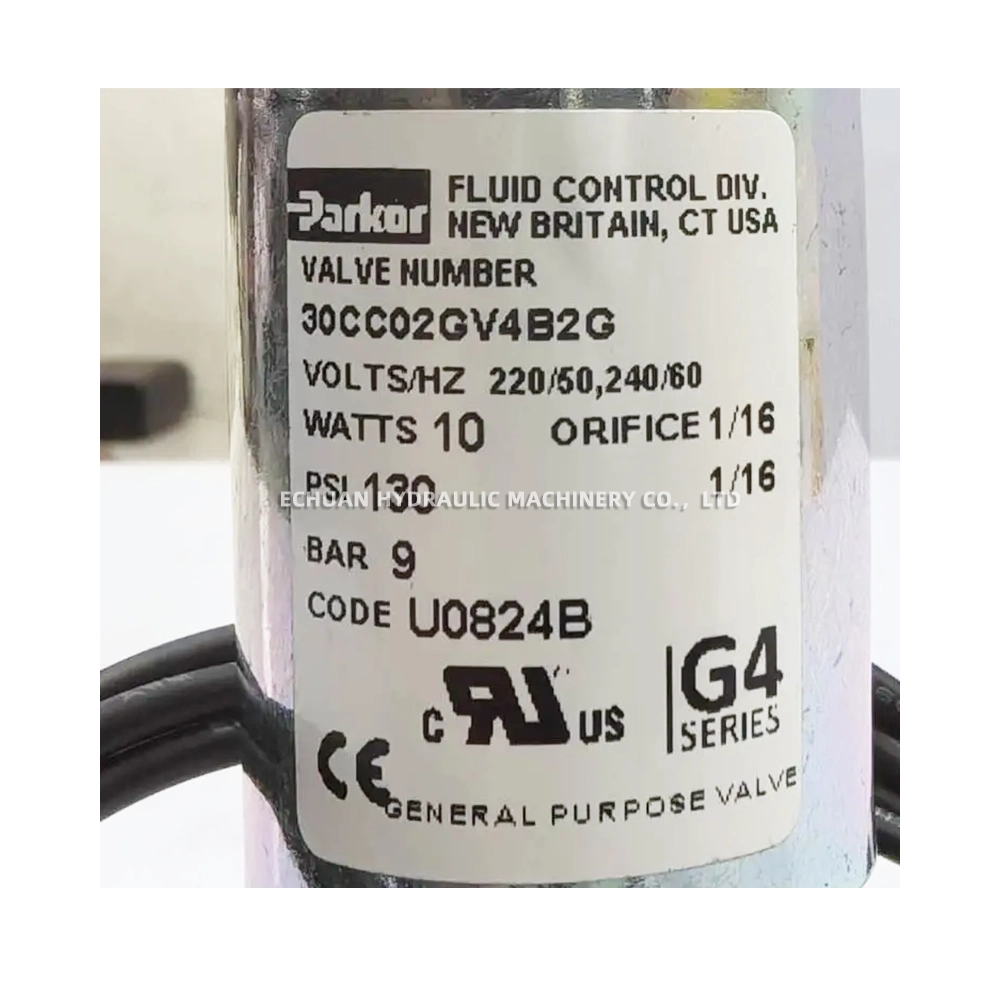 Parker
FLUID CONTROL DIV.
NEW BRITAIN, CT USA
VALVE NUMBER
30CC02GV4B2G
VOLTS/HZ 220/50,240/60
WATTS 10 ORIFICE 1/16
PSI 130 1/16
ECHUAN HYDRAULIC MACHINERY CO., LTD
BAR 9
CODE U0824B
C RU US
G4
SERIES
CE
GENERAL PURPOSE VALVE